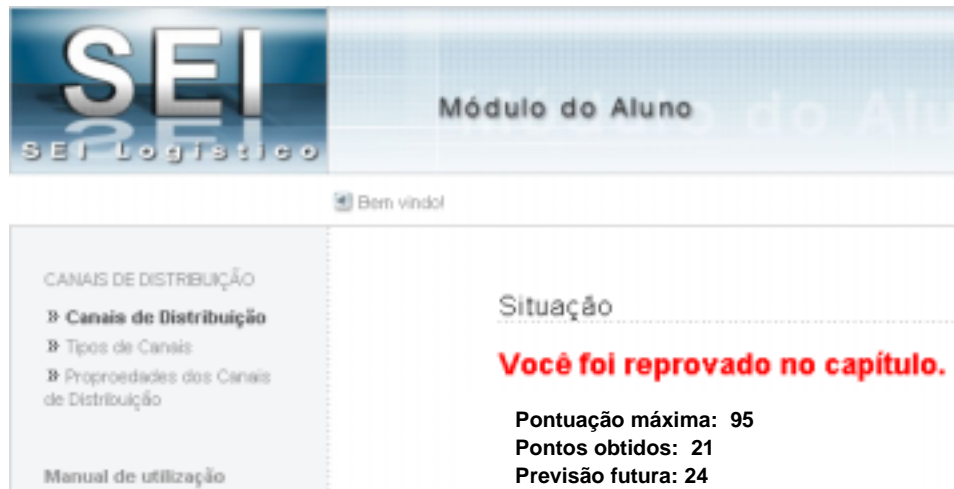 SEI
SEI Logístico
Módulo do Aluno
Bem vindo!
CANAIS DE DISTRIBUIÇÃO
» Canais de Distribuição
» Tipos de Canais
» Proproedades dos Canais
de Distribuição
Manual de utilização
Situação
Você foi reprovado no capítulo.
Pontuação máxima: 95
Pontos obtidos: 21
Previsão futura: 24